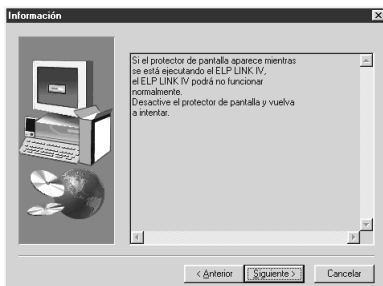 Información
Si el protector de pantalla aparece mientras
se está ejecutando el ELP LINK IV,
el ELP LINK IV podrá no funcionar
normalmente.
Desactive el protector de pantalla y vuelva
a intentar.
< Anterior
Siguiente >
Cancelar